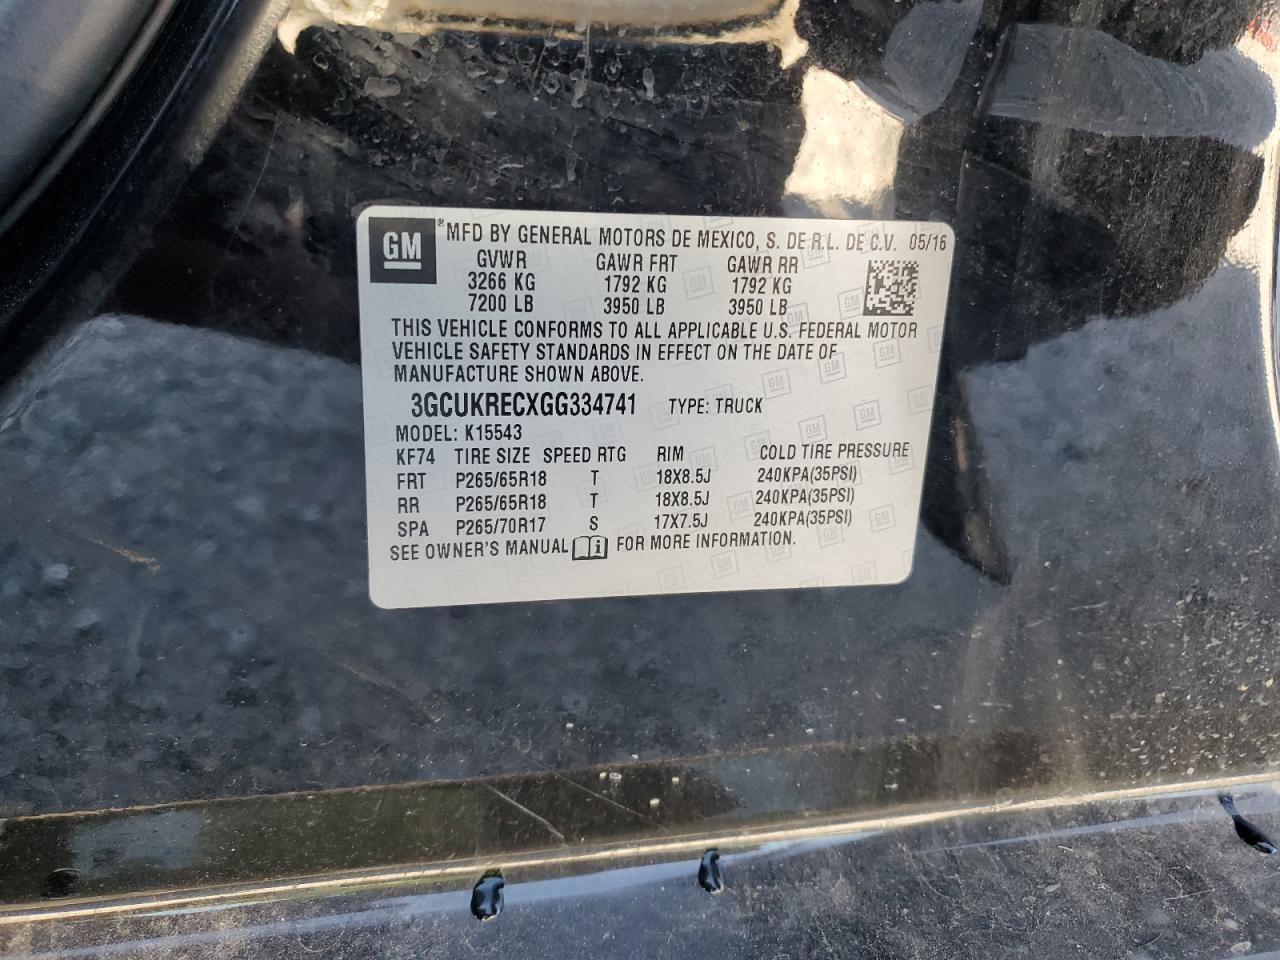 GM ® MFD BY GENERAL MOTORS DE MEXICO, S. DE R.L. DE C.V. 05/16
GVWR GAWR FRT GAWR RR
3266 KG 1792 KG 1792 KG
7200 LB 3950 LB 3950 LB
THIS VEHICLE CONFORMS TO ALL APPLICABLE U.S. FEDERAL MOTOR
VEHICLE SAFETY STANDARDS IN EFFECT ON THE DATE OF
MANUFACTURE SHOWN ABOVE.
3GCUKRECXGG334741 TYPE: TRUCK
MODEL: K15543
KF74 TIRE SIZE SPEED RTG RIM COLD TIRE PRESSURE
FRT P265/65R18 T 18X8.5J 240KPA(35PSI)
RR P265/65R18 T 18X8.5J 240KPA(35PSI)
SPA P265/70R17 S 17X7.5J 240KPA(35PSI)
SEE OWNER'S MANUAL i FOR MORE INFORMATION.